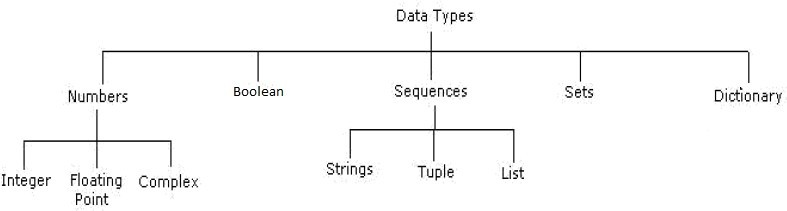 Data Types
Numbers
Boolean
Sequences
Sets
Dictionary
Integer
Floating
Point
Complex
Strings
Tuple
List